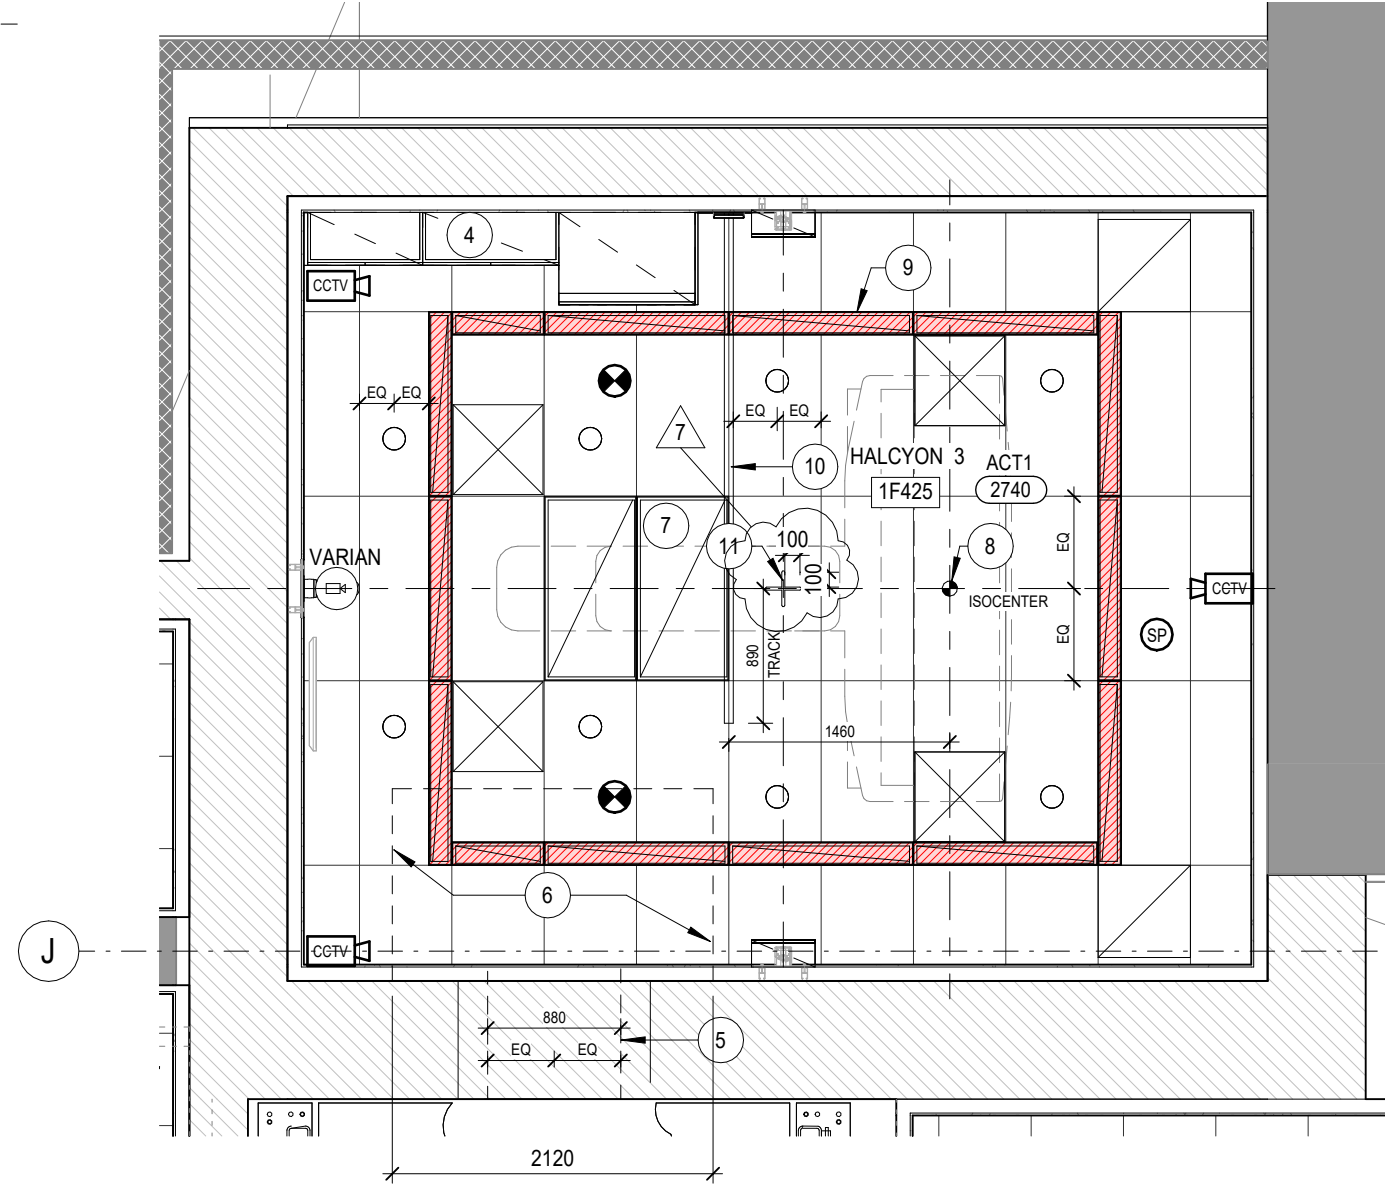 4
CCTV
9
EQ
EQ
EQ
EQ
7
10
HALCYON 3
ACT1
1F425
2740
7
11
100
100
8
EQ
VARIAN
ISOCENTER
CCTV
EQ
SP
890
TRACK
1460
6
J
CCTV
880
5
EQ
EQ
2120